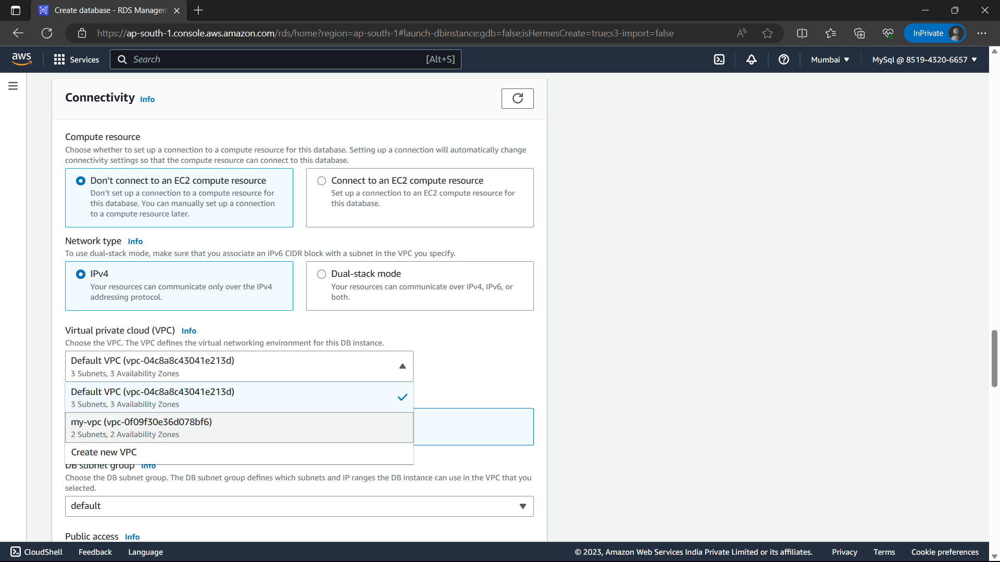 Create database - RDS Managem
https://ap-south-1.console.aws.amazon.com/rds/home?region=ap-south-1#launch-dbinstance:gdb=false;isHermesCreate=true;s3-import=false
InPrivate
aws
Services
Search
[Alt+S]
Mumbai
MySql @ 8519-4320-6657
Connectivity Info
Compute resource
Choose whether to set up a connection to a compute resource for this database. Setting up a connection will automatically change
connectivity settings so that the compute resource can connect to this database.
Don't connect to an EC2 compute resource
Don't set up a connection to a compute resource for
this database. You can manually set up a connection
to a compute resource later.
Connect to an EC2 compute resource
Set up a connection to an EC2 compute resource for
this database.
Network type Info
To use dual-stack mode, make sure that you associate an IPv6 CIDR block with a subnet in the VPC you specify.
IPv4
Your resources can communicate only over the IPv4
addressing protocol.
Dual-stack mode
Your resources can communicate over IPv4, IPv6, or
both.
Virtual private cloud (VPC) Info
Choose the VPC. The VPC defines the virtual networking environment for this DB instance.
Default VPC (vpc-04c8a8c43041e213d)
3 Subnets, 3 Availability Zones
Default VPC (vpc-04c8a8c43041e213d)
3 Subnets, 3 Availability Zones
my-vpc (vpc-0f09f30e36d078bf6)
2 Subnets, 2 Availability Zones
Create new VPC
DB subnet group Info
Choose the DB subnet group. The DB subnet group defines which subnets and IP ranges the DB instance can use in the VPC that you
selected.
default
Public access Info
CloudShell
Feedback
Language
© 2023, Amazon Web Services India Private Limited or its affiliates.
Privacy
Terms
Cookie preferences